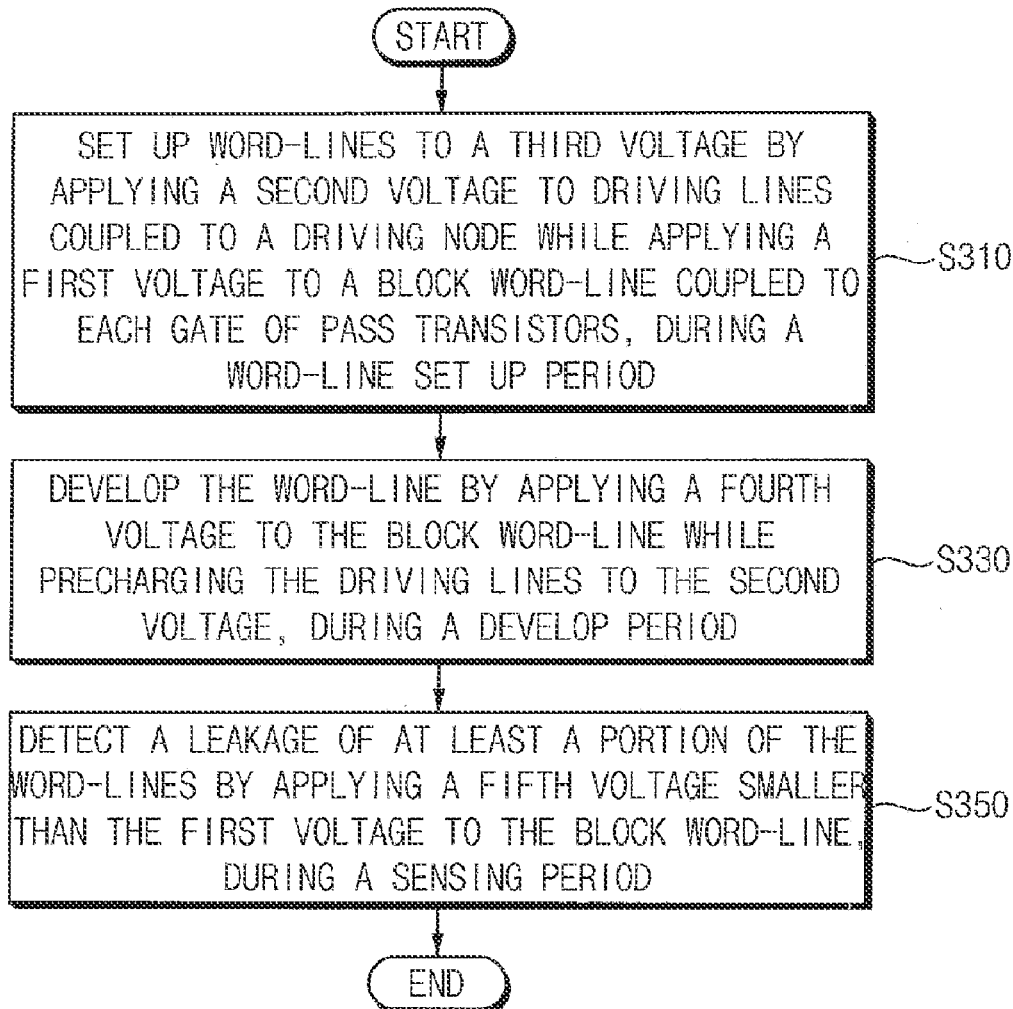 START
SET UP WORD-LINES TO A THIRD VOLTAGE BY
APPLYING A SECOND VOLTAGE TO DRIVING LINES
COUPLED TO A DRIVING NODE WHILE APPLYING A
FIRST VOLTAGE TO A BLOCK WORD-LINE COUPLED TO
EACH GATE OF PASS TRANSISTORS, DURING A
WORD-LINE SET UP PERIOD
S310
DEVELOP THE WORD-LINE BY APPLYING A FOURTH
VOLTAGE TO THE BLOCK WORD-LINE WHILE
PRECHARGING THE DRIVING LINES TO THE SECOND
VOLTAGE, DURING A DEVELOP PERIOD
S330
DETECT A LEAKAGE OF AT LEAST A PORTION OF THE
WORD-LINES BY APPLYING A FIFTH VOLTAGE SMALLER
THAN THE FIRST VOLTAGE TO THE BLOCK WORD-LINE,
DURING A SENSING PERIOD
S350
END